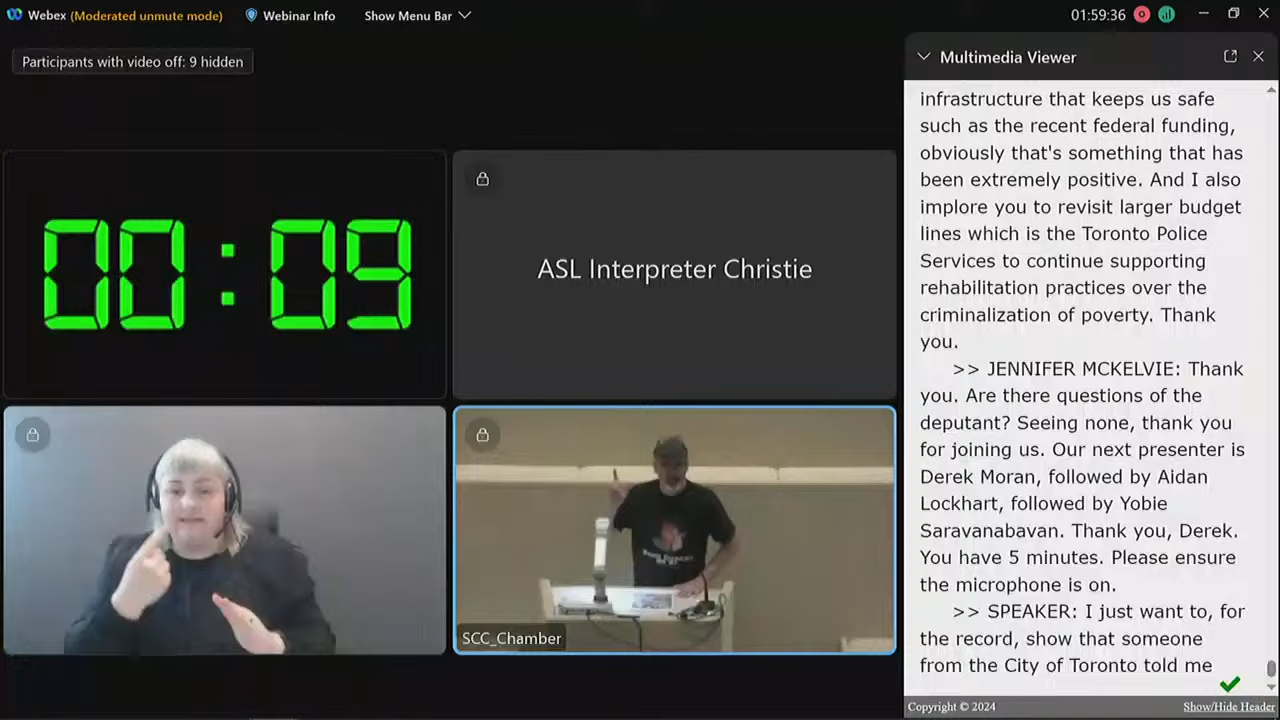 Webex (Moderated unmute mode) Webinar Info Show Menu Bar 01:59:36
Participants with video off: 9 hidden
Multimedia Viewer
00:09
ASL Interpreter Christie
SCC_Chamber
infrastructure that keeps us safe
such as the recent federal funding,
obviously that's something that has
been extremely positive. And I also
implore you to revisit larger budget
lines which is the Toronto Police
Services to continue supporting
rehabilitation practices over the
criminalization of poverty. Thank
you.
>> JENNIFER MCKELVIE: Thank
you. Are there questions of the
deputant? Seeing none, thank you
for joining us. Our next presenter is
Derek Moran, followed by Aidan
Lockhart, followed by Yobie
Saravanabavan. Thank you, Derek.
You have 5 minutes. Please ensure
the microphone is on.
>> SPEAKER: I just want to, for
the record, show that someone
from the City of Toronto told me
Copyright © 2024 Show/Hide Header